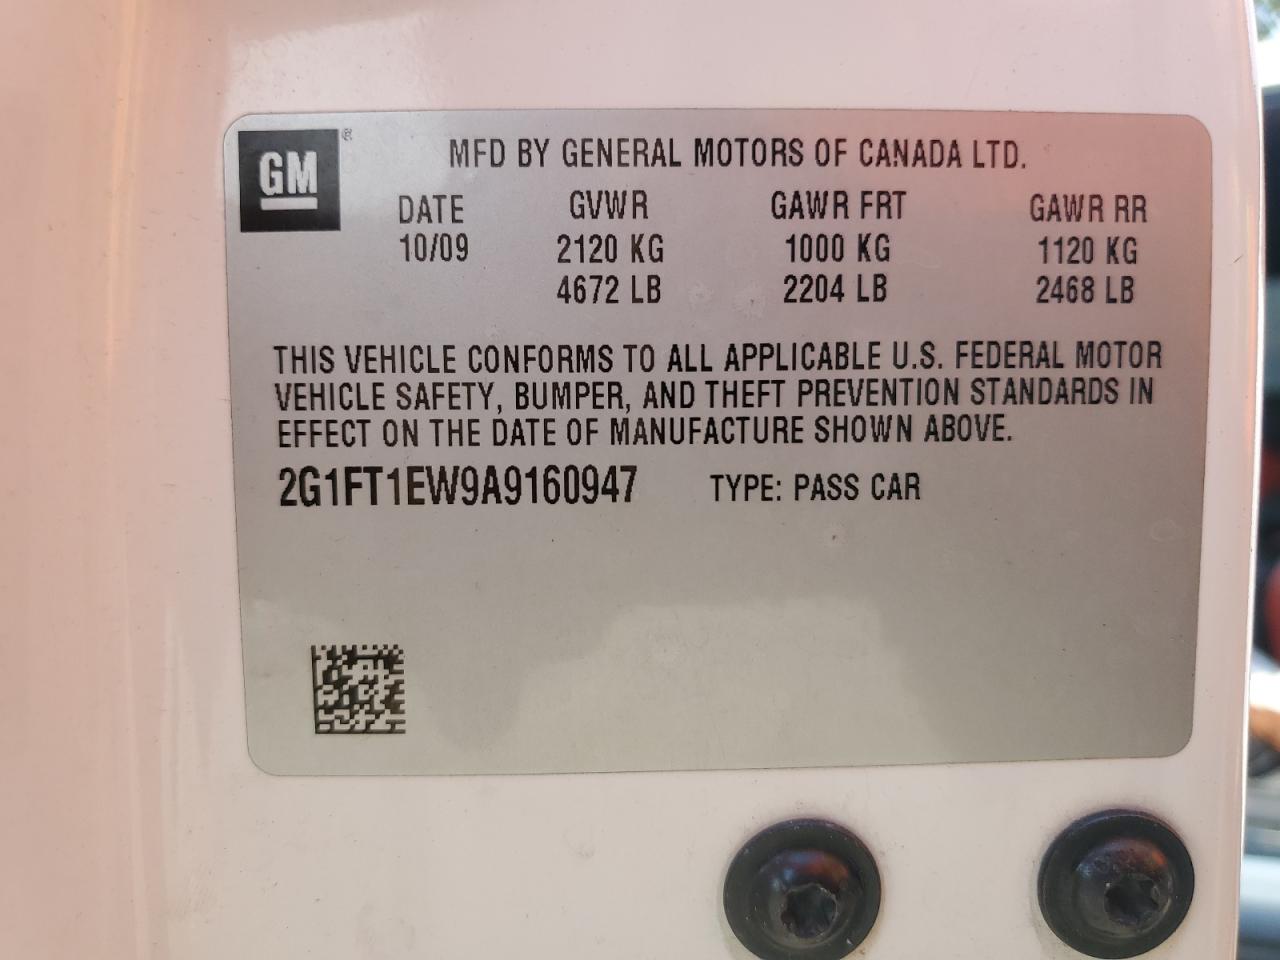 GM ®
MFD BY GENERAL MOTORS OF CANADA LTD.
DATE GVWR GAWR FRT GAWR RR
10/09 2120 KG 1000 KG 1120 KG
4672 LB 2204 LB 2468 LB
THIS VEHICLE CONFORMS TO ALL APPLICABLE U.S. FEDERAL MOTOR
VEHICLE SAFETY, BUMPER, AND THEFT PREVENTION STANDARDS IN
EFFECT ON THE DATE OF MANUFACTURE SHOWN ABOVE.
2G1FT1EW9A9160947 TYPE: PASS CAR